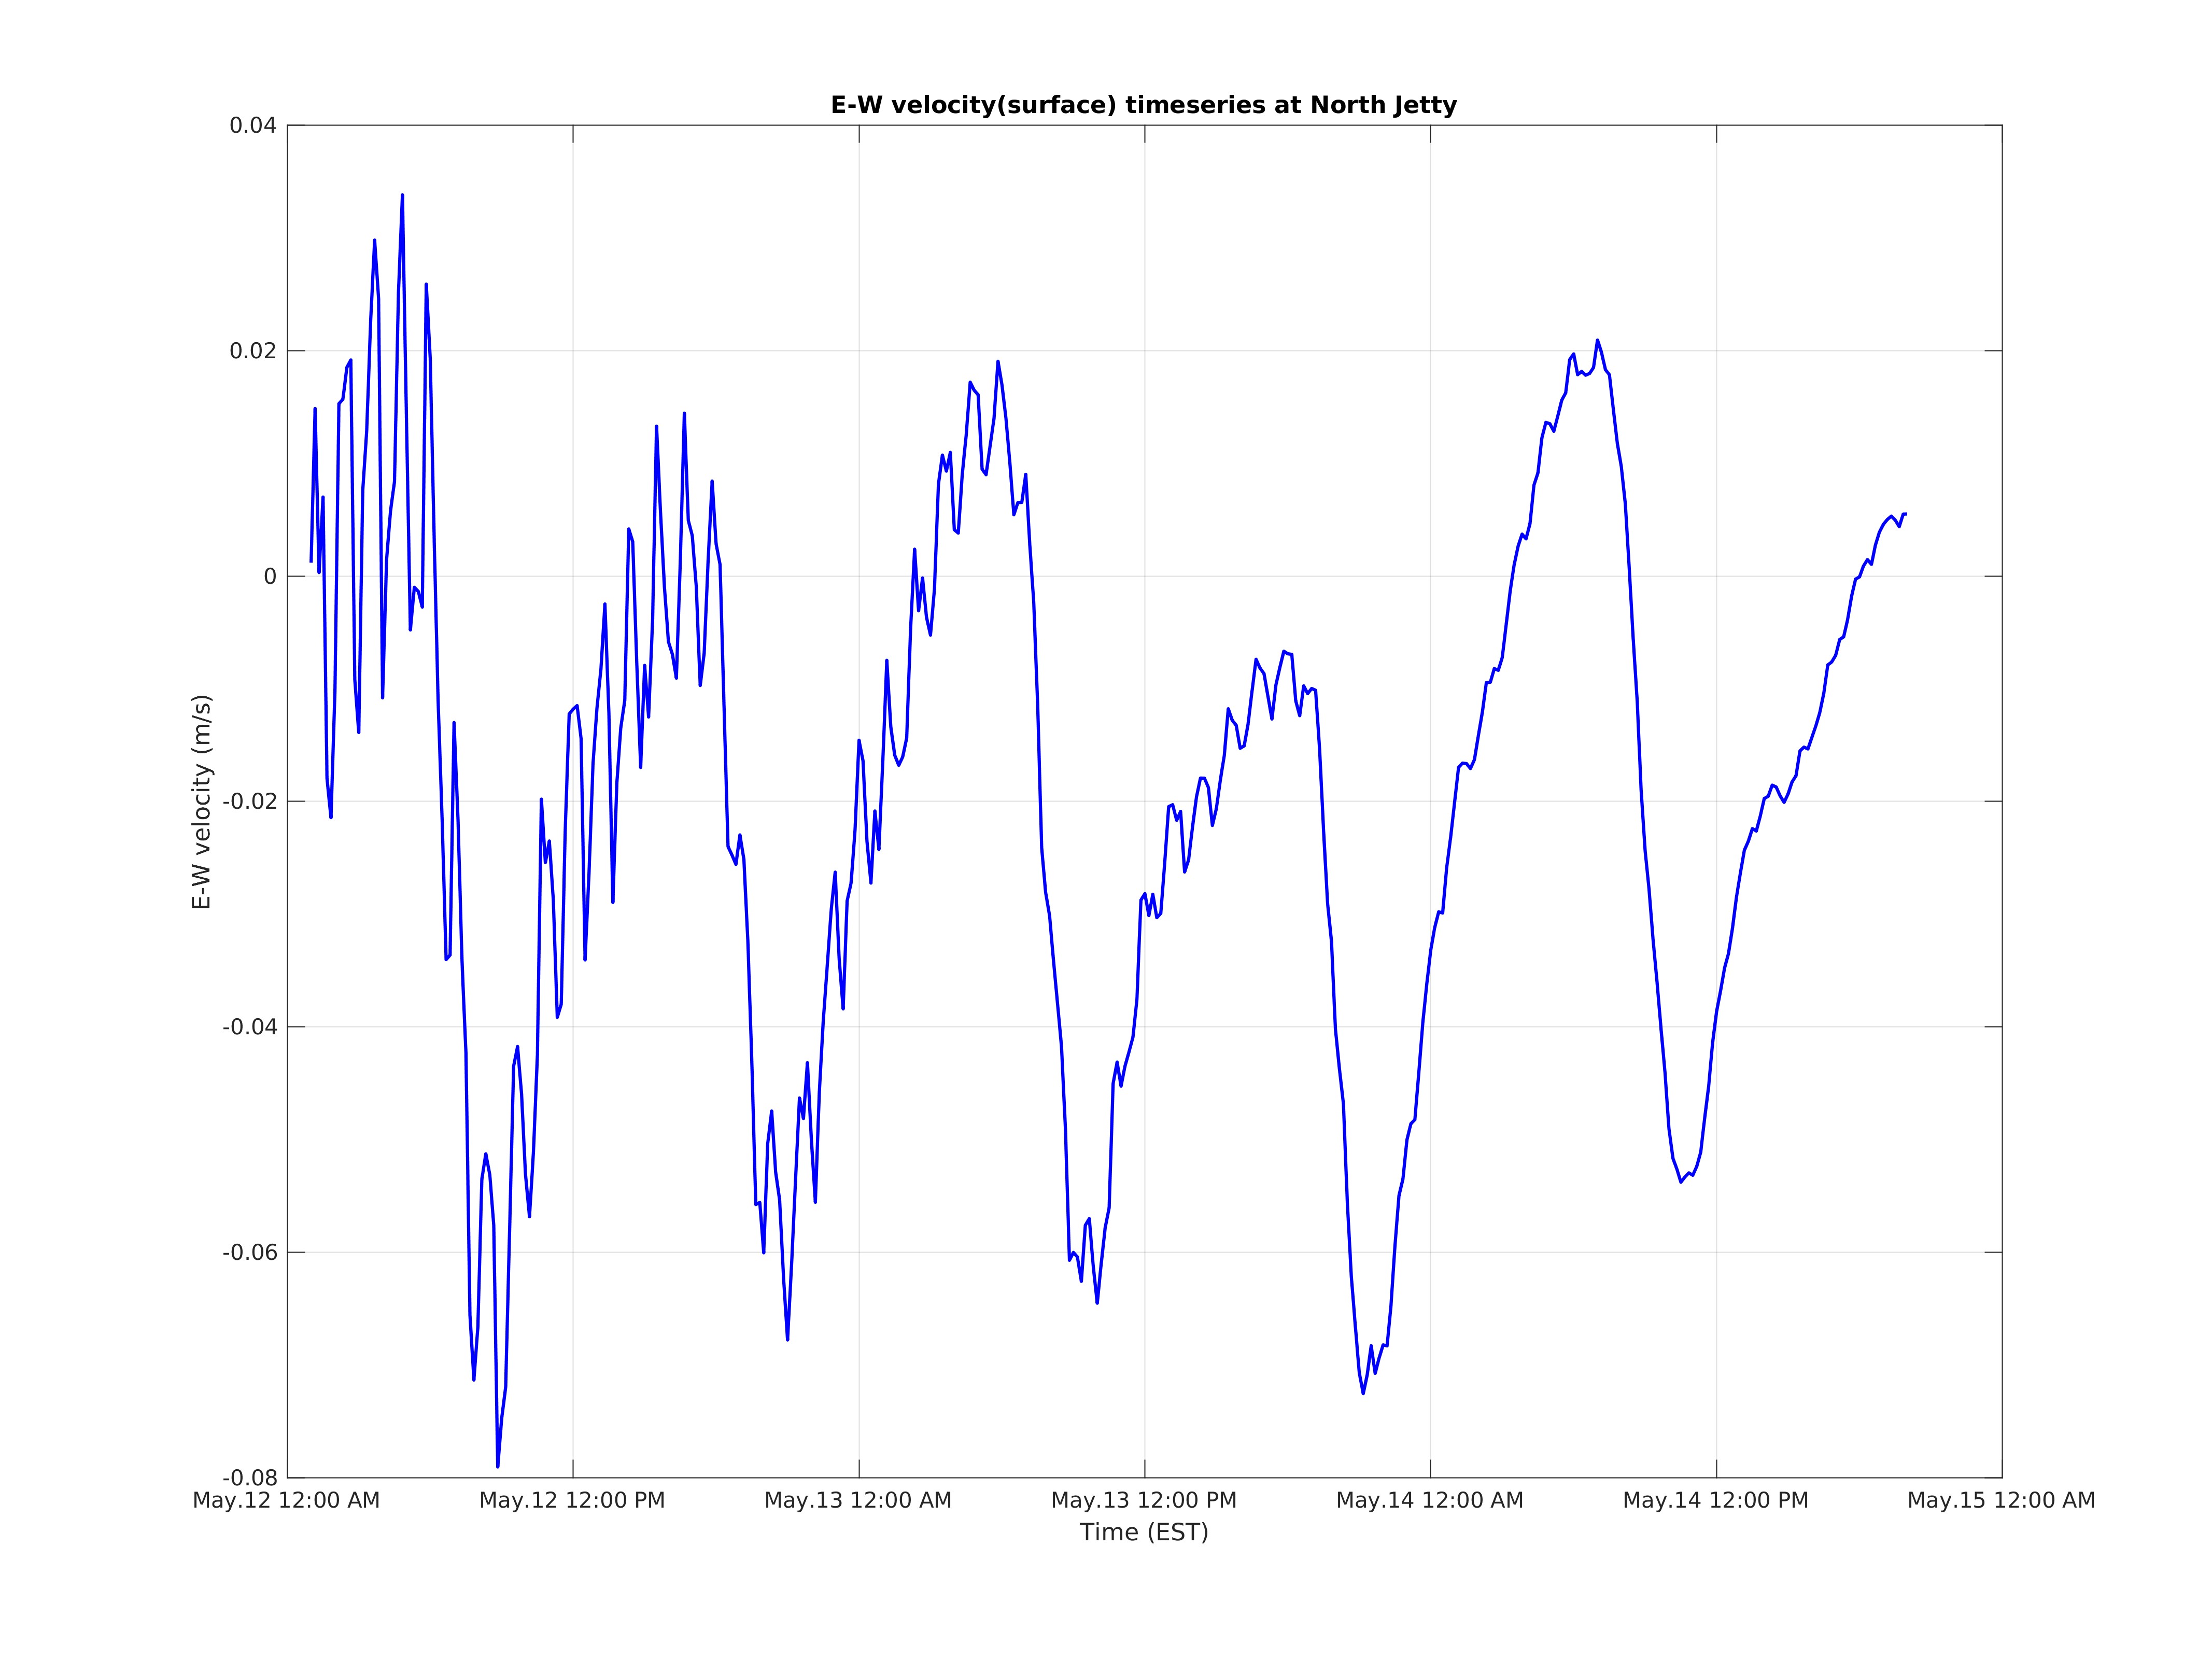 E-W velocity(surface) timeseries at North Jetty
0.04
0.02
0
-0.02
-0.04
-0.06
-0.08
E-W velocity (m/s)
May.12 12:00 AM
May.12 12:00 PM
May.13 12:00 AM
May.13 12:00 PM
May.14 12:00 AM
May.14 12:00 PM
May.15 12:00 AM
Time (EST)